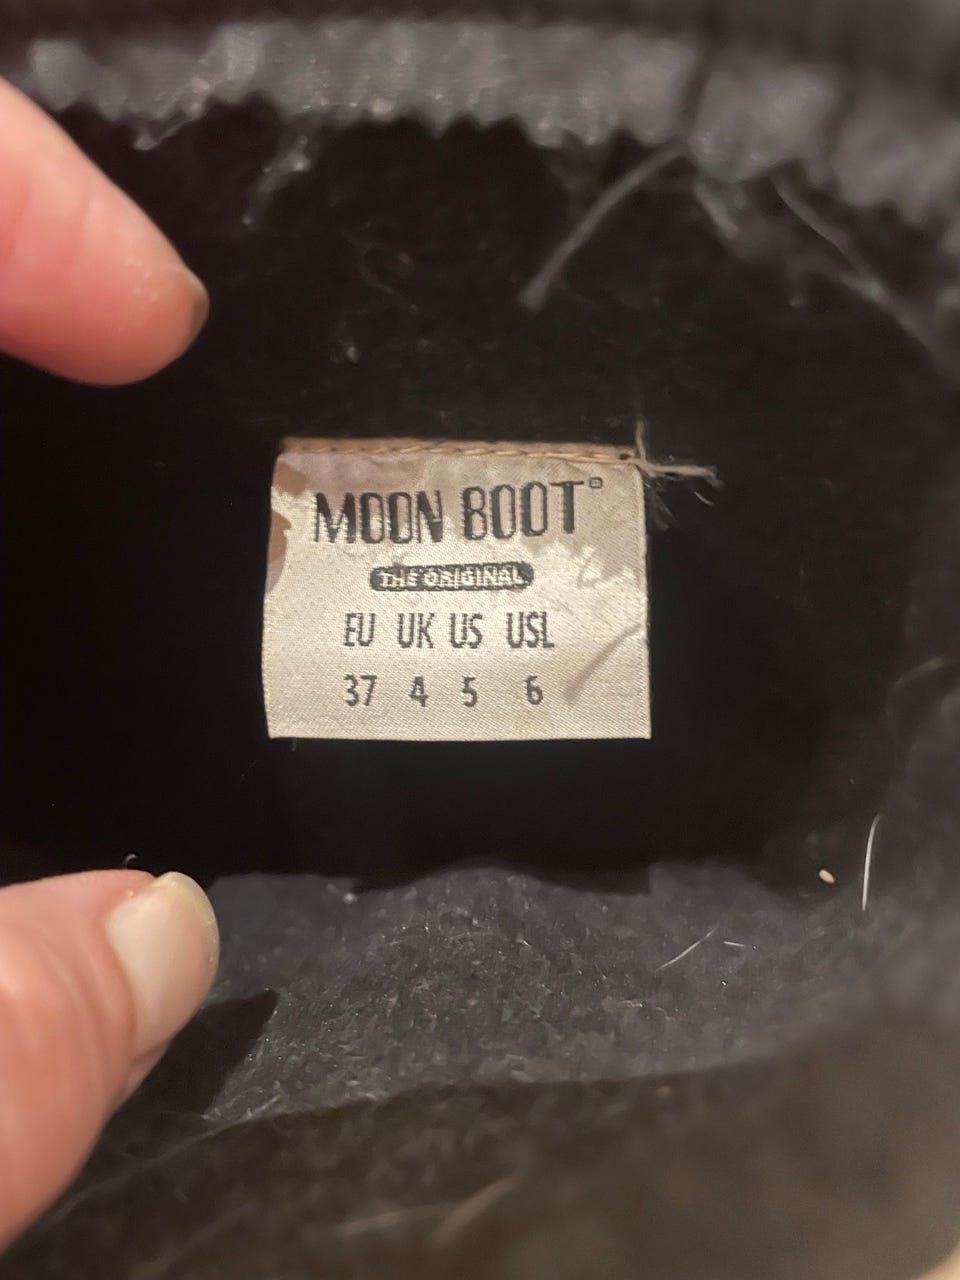 MOON BOOT®
THE ORIGINAL
EU UK US USL
37 4 5 6